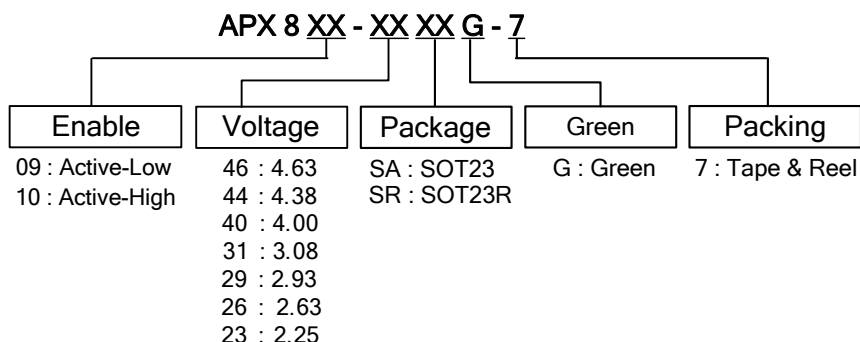 APX 8 XX - XX XX G - 7
Enable Voltage Package Green Packing
09 : Active-Low 46 : 4.63 SA : SOT23 G : Green 7 : Tape & Reel
10 : Active-High 44 : 4.38 SR : SOT23R
40 : 4.00
31 : 3.08
29 : 2.93
26 : 2.63
23 : 2.25